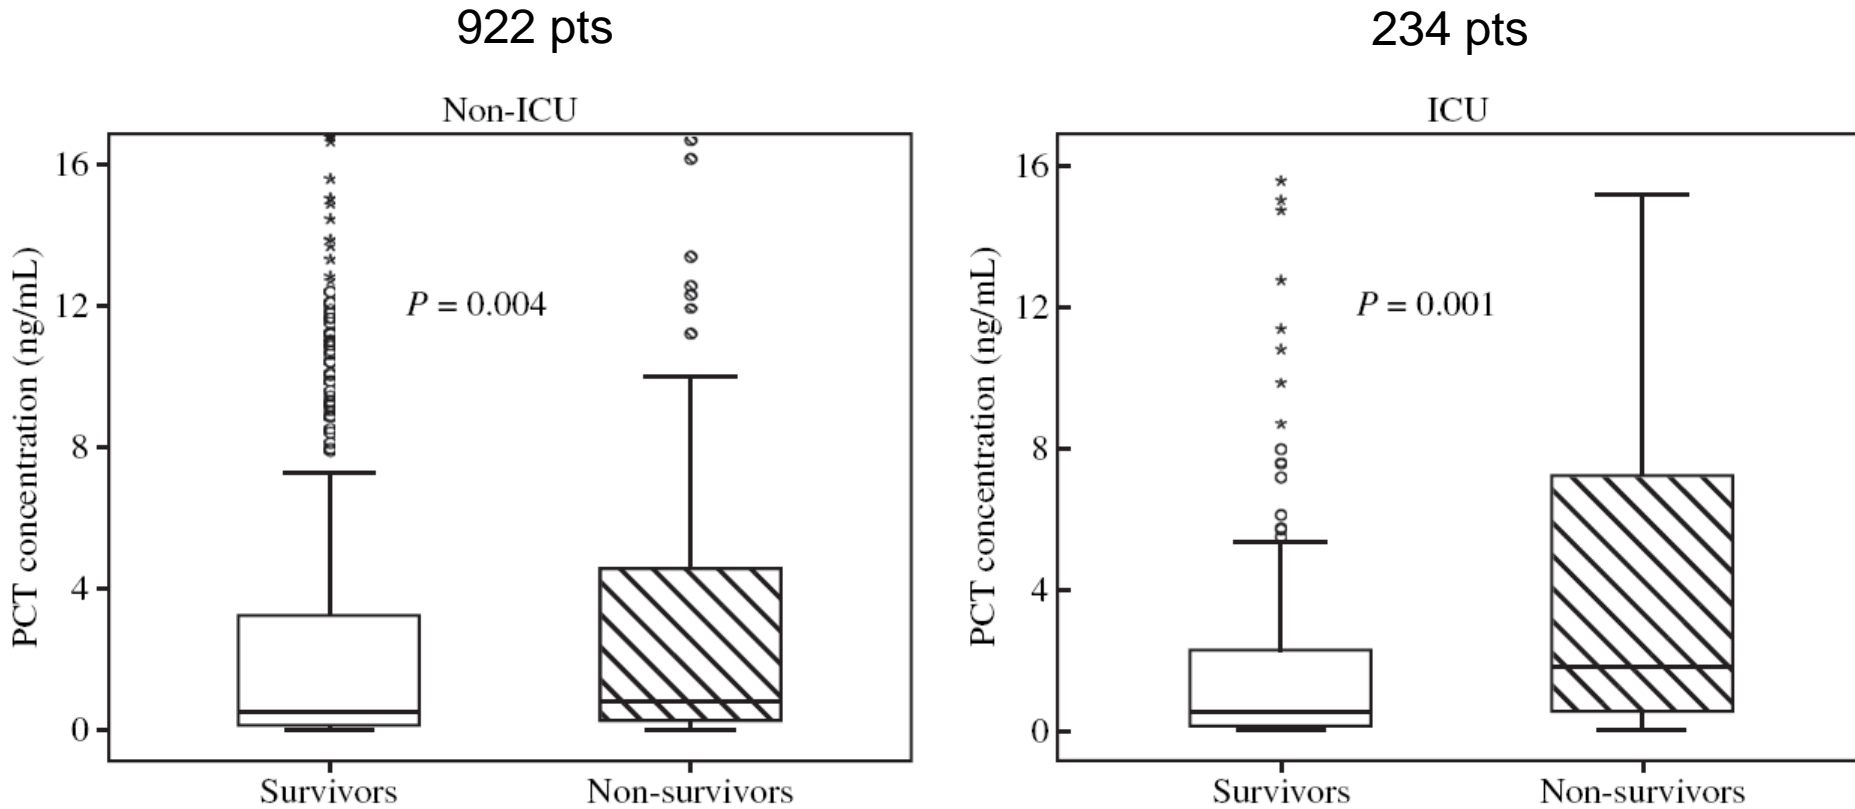 922 pts
234 pts
Non-ICU
PCT concentration (ng/mL)
16
12
8
4
0
P = 0.004
Survivors
Non-survivors
ICU
PCT concentration (ng/mL)
16
12
8
4
0
P = 0.001
Survivors
Non-survivors